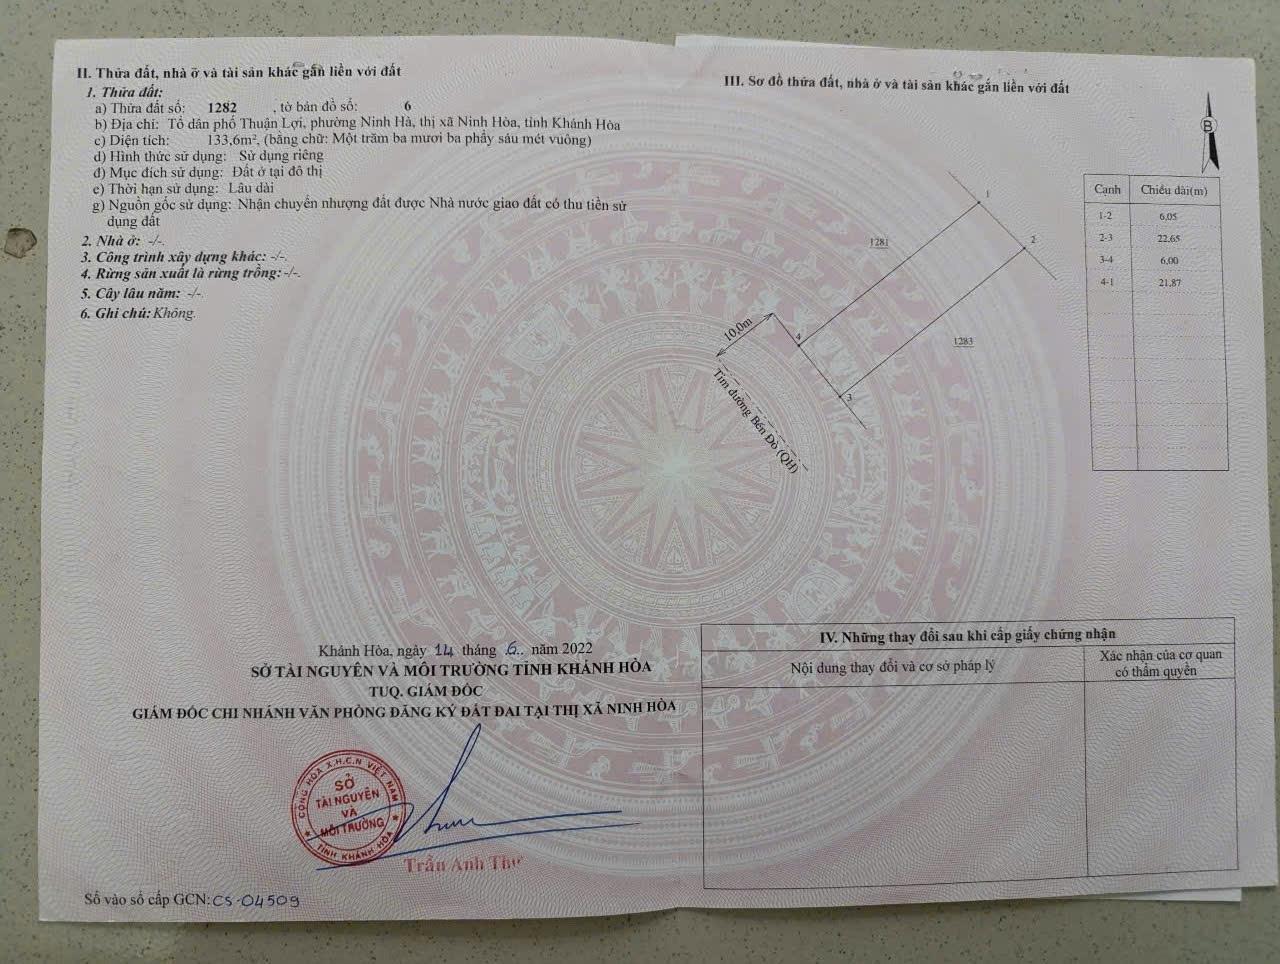 II. Thửa đất, nhà ở và tài sản khác gắn liền với đất
1. Thửa đất:
a) Thửa đất số: 1282 , tờ bản đồ số: 6
b) Địa chỉ: Tổ dân phố Thuận Lợi, phường Ninh Hà, thị xã Ninh Hòa, tỉnh Khánh Hòa
c) Diện tích: 133,6m², (bằng chữ: Một trăm ba mươi ba phẩy sáu mét vuông)
d) Hình thức sử dụng: Sử dụng riêng
đ) Mục đích sử dụng: Đất ở tại đô thị
e) Thời hạn sử dụng: Lâu dài
g) Nguồn gốc sử dụng: Nhận chuyển nhượng đất được Nhà nước giao đất có thu tiền sử
dụng đất
2. Nhà ở: -/-.
3. Công trình xây dựng khác: -/-.
4. Rừng sản xuất là rừng trồng: -/-.
5. Cây lâu năm: -/-.
6. Ghi chú: Không.
Khánh Hòa, ngày 14 tháng 6.. năm 2022
SỞ TÀI NGUYÊN VÀ MÔI TRƯỜNG TỈNH KHÁNH HÒA
TUQ. GIÁM ĐỐC
GIÁM ĐỐC CHI NHÁNH VĂN PHÒNG ĐĂNG KÝ ĐẤT ĐAI TẠI THỊ XÃ NINH HÒA
CỘNG HÒA X.H.C.N VIỆT NAM
SỞ
TÀI NGUYÊN
VÀ
MÔI TRƯỜNG
TỈNH KHÁNH HÒA
Trần Anh Thư
Số vào sổ cấp GCN: CS-04509
III. Sơ đồ thửa đất, nhà ở và tài sản khác gắn liền với đất
B
1
2
1281
10,0m
4
1283
3
Tim đường Bến Đò (QH)
Cạnh Chiều dài(m)
1-2 6,05
2-3 22,65
3-4 6,00
4-1 21,87
IV. Những thay đổi sau khi cấp giấy chứng nhận
Nội dung thay đổi và cơ sở pháp lý
Xác nhận của cơ quan
có thẩm quyền